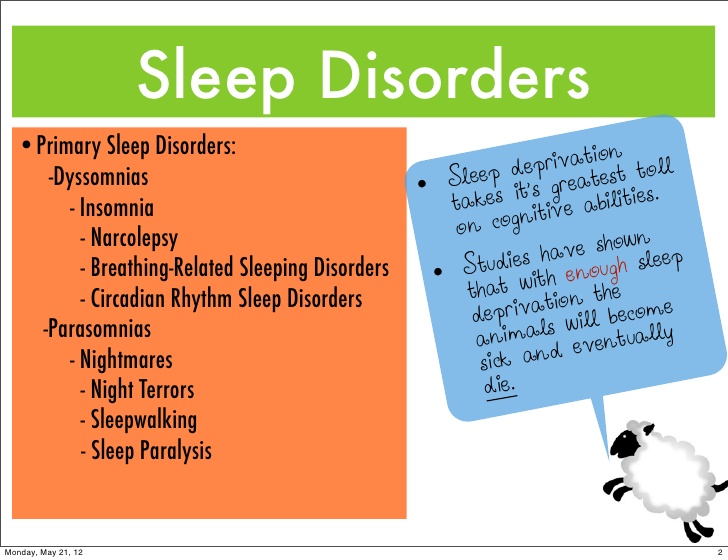 Sleep Disorders
• Primary Sleep Disorders:
-Dyssomnias
- Insomnia
- Narcolepsy
- Breathing-Related Sleeping Disorders
- Circadian Rhythm Sleep Disorders
-Parasomnias
- Nightmares
- Night Terrors
- Sleepwalking
- Sleep Paralysis
• Sleep deprivation
takes it's greatest toll
on cognitive abilities.
• Studies have shown
that with enough sleep
deprivation the
animals will become
sick and eventually
die.
Monday, May 21, 12
2